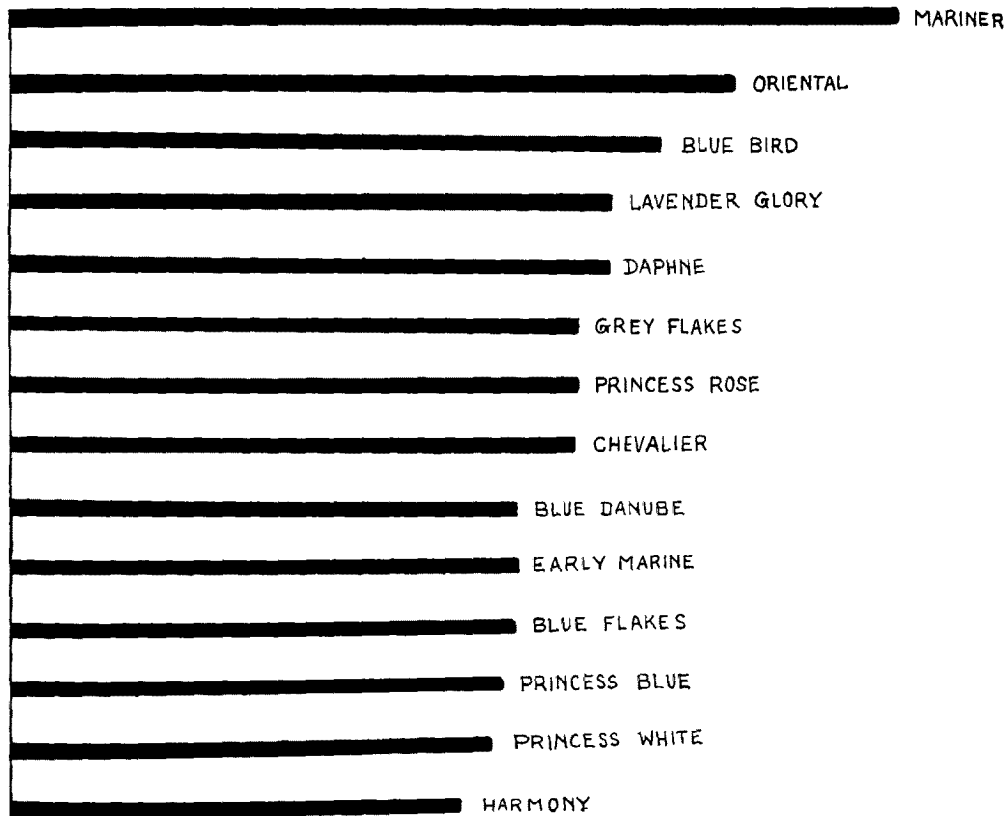 MARINER
ORIENTAL
BLUE BIRD
LAVENDER GLORY
DAPHNE
GREY FLAKES
PRINCESS ROSE
CHEVALIER
BLUE DANUBE
EARLY MARINE
BLUE FLAKES
PRINCESS BLUE
PRINCESS WHITE
HARMONY